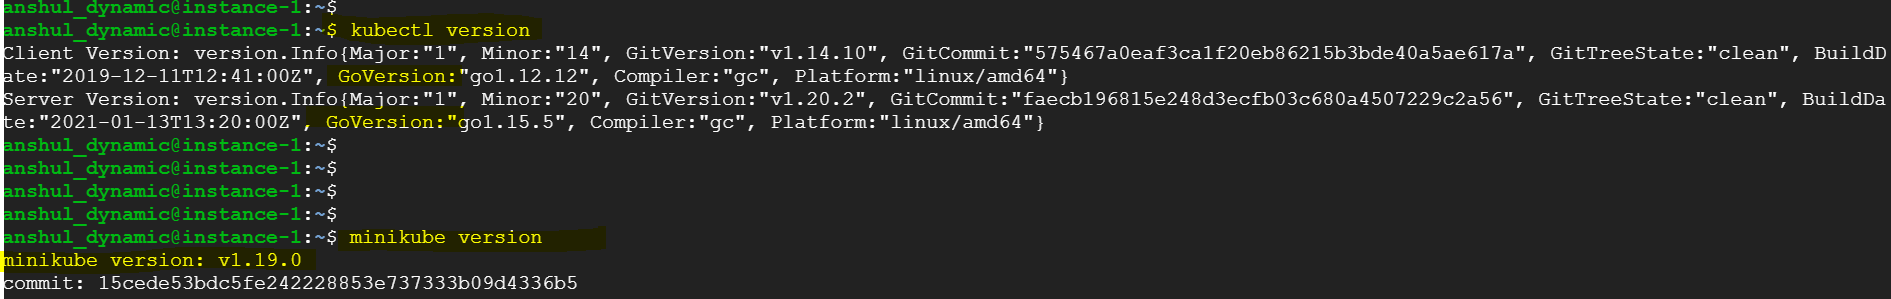 anshul_dynamic@instance-1:~$
anshul_dynamic@instance-1:~$ kubectl version
Client Version: version.Info{Major:"1", Minor:"14", GitVersion:"v1.14.10", GitCommit:"575467a0eaf3ca1f20eb86215b3bde40a5ae617a", GitTreeState:"clean", BuildD
ate:"2019-12-11T12:41:00Z", GoVersion:"go1.12.12", Compiler:"gc", Platform:"linux/amd64"}
Server Version: version.Info{Major:"1", Minor:"20", GitVersion:"v1.20.2", GitCommit:"faecb196815e248d3ecfb03c680a4507229c2a56", GitTreeState:"clean", BuildDa
te:"2021-01-13T13:20:00Z", GoVersion:"go1.15.5", Compiler:"gc", Platform:"linux/amd64"}
anshul_dynamic@instance-1:~$
anshul_dynamic@instance-1:~$
anshul_dynamic@instance-1:~$
anshul_dynamic@instance-1:~$
anshul_dynamic@instance-1:~$ minikube version
minikube version: v1.19.0
commit: 15cede53bdc5fe242228853e737333b09d4336b5